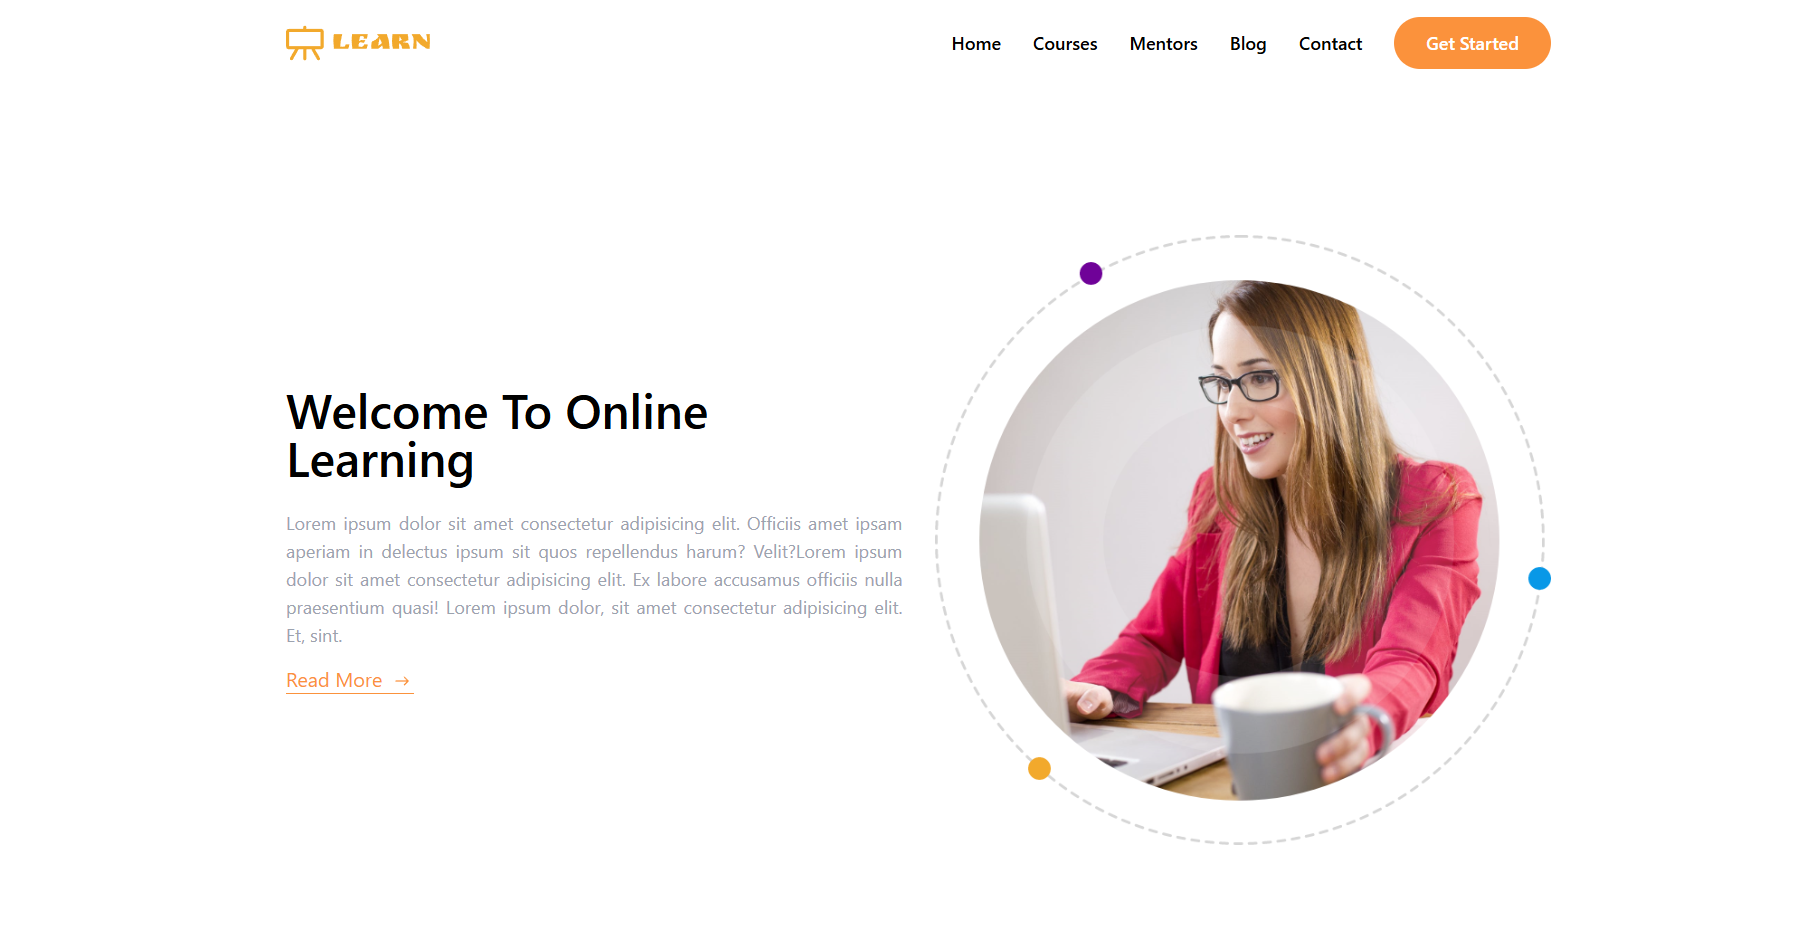 LEARN
Home Courses Mentors Blog Contact Get Started
Welcome To Online
Learning
Lorem ipsum dolor sit amet consectetur adipisicing elit. Officiis amet ipsam
aperiam in delectus ipsum sit quos repellendus harum? Velit?Lorem ipsum
dolor sit amet consectetur adipisicing elit. Ex labore accusamus officiis nulla
praesentium quasi! Lorem ipsum dolor, sit amet consectetur adipisicing elit.
Et, sint.
Read More →